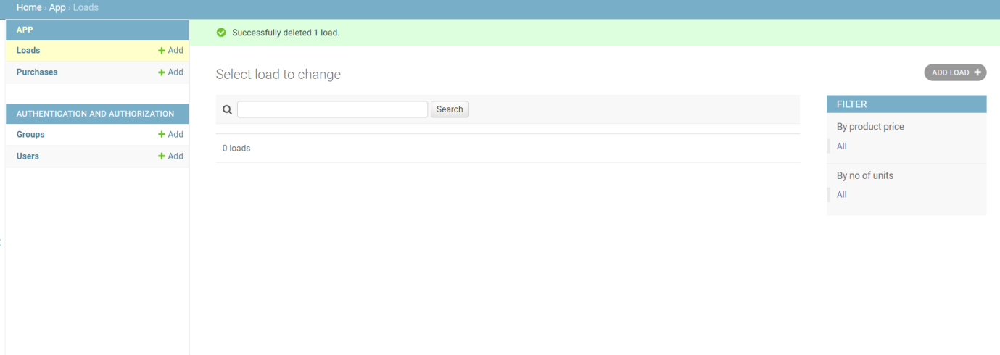 Home › App › Loads
APP
Loads
Add
Purchases
Add
AUTHENTICATION AND AUTHORIZATION
Groups
Add
Users
Add
Successfully deleted 1 load.
Select load to change
ADD LOAD
Search
0 loads
FILTER
By product price
All
By no of units
All